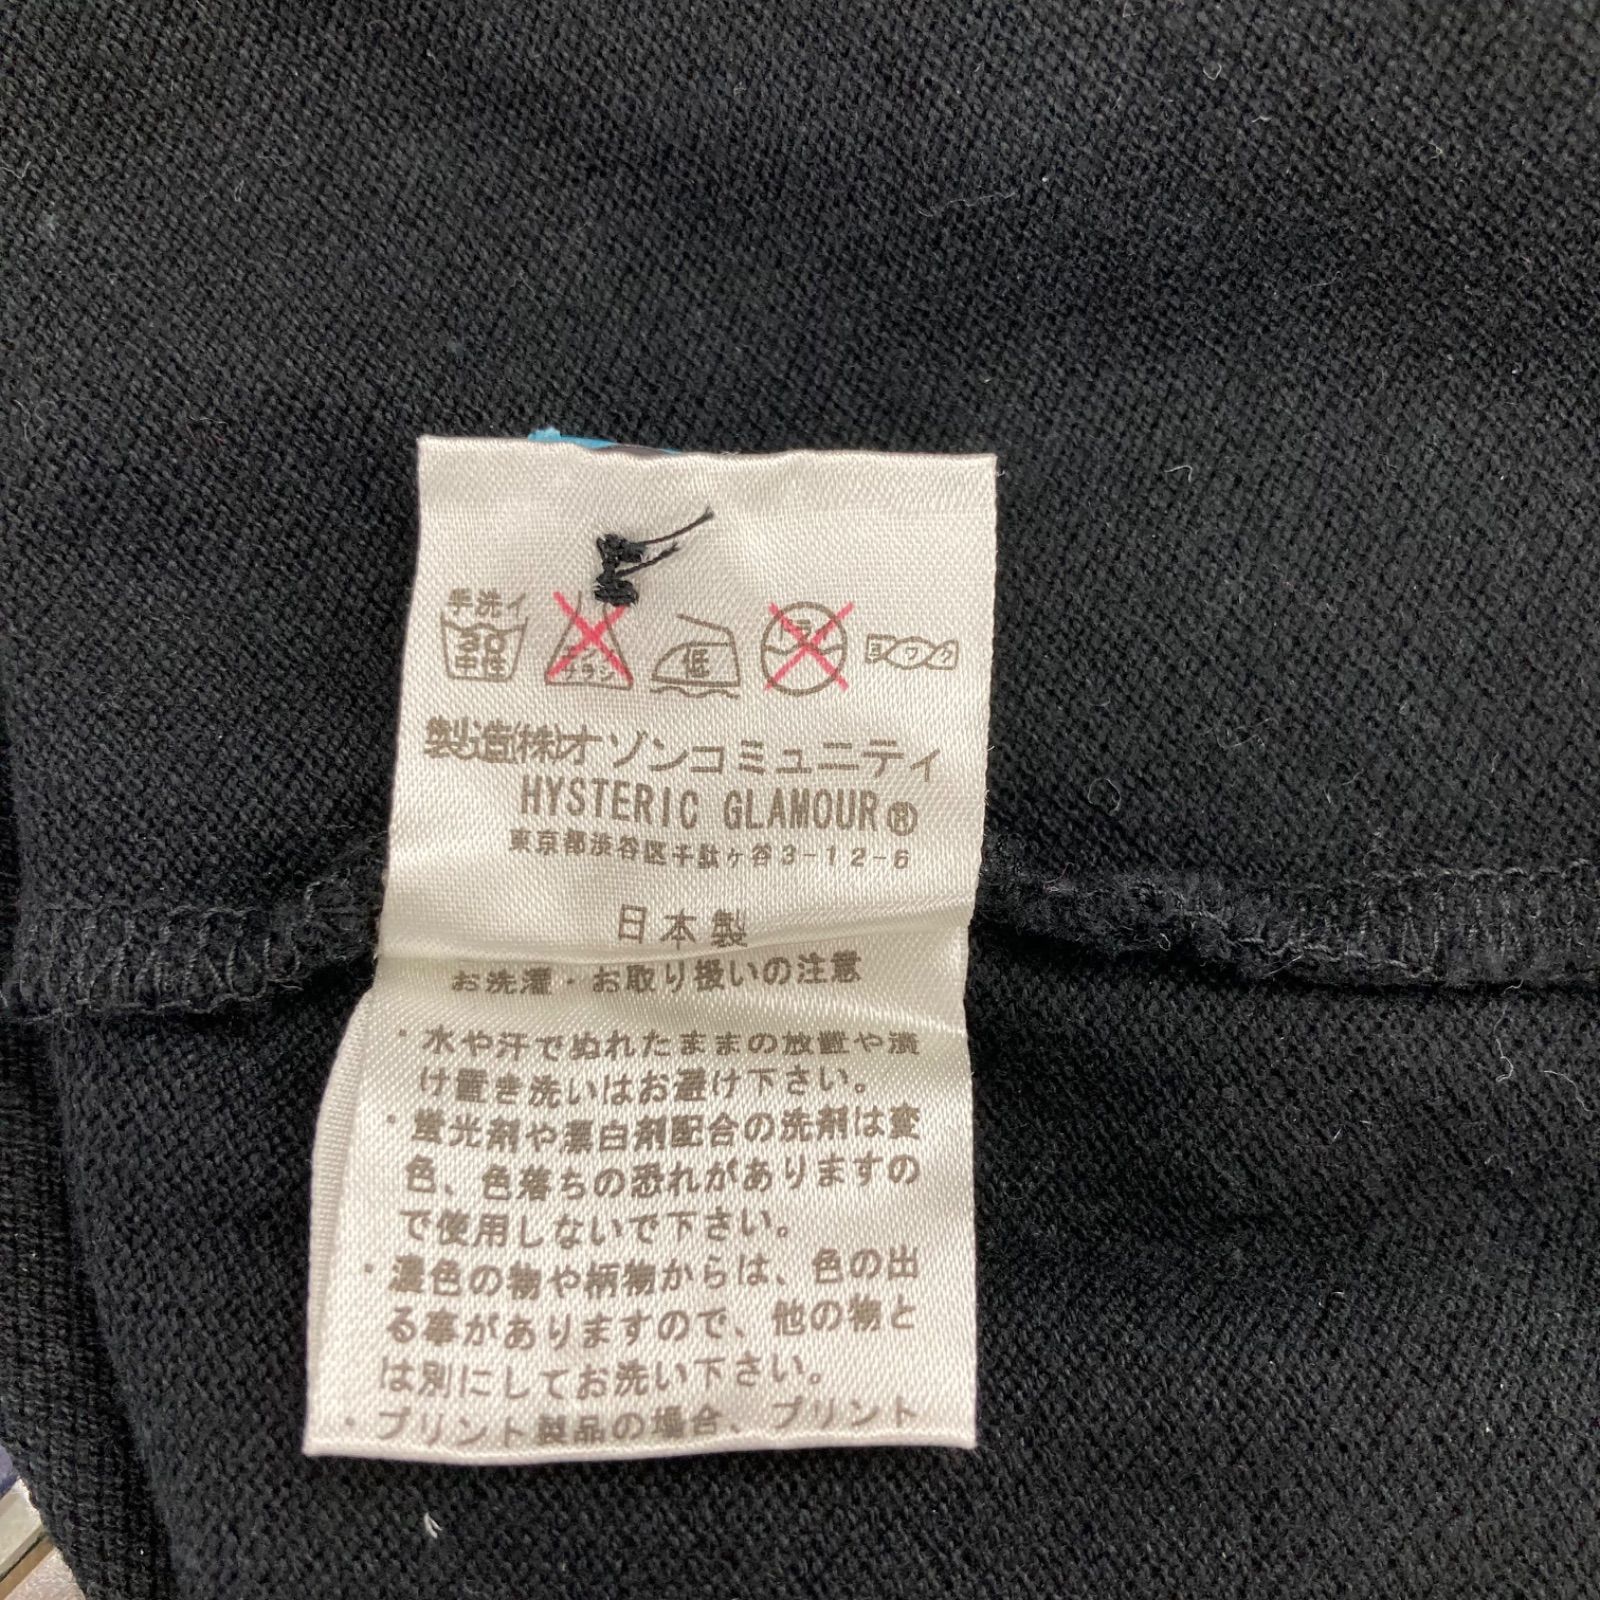 手洗イ
30 中性
エンソ サラシ
低
ドライ
ヨワク
製造(株)オゾンコミュニティ
HYSTERIC GLAMOUR®
東京都渋谷区千駄ヶ谷3-12-6
日本製
お洗濯・お取り扱いの注意
・水や汗でぬれたままの放置や漬
け置き洗いはお避け下さい。
・蛍光剤や漂白剤配合の洗剤は変
色、色落ちの恐れがありますの
で使用しないで下さい。
・濃色の物や柄物からは、色の出
る事がありますので、他の物と
は別にしてお洗い下さい。
・プリント製品の場合、プリント